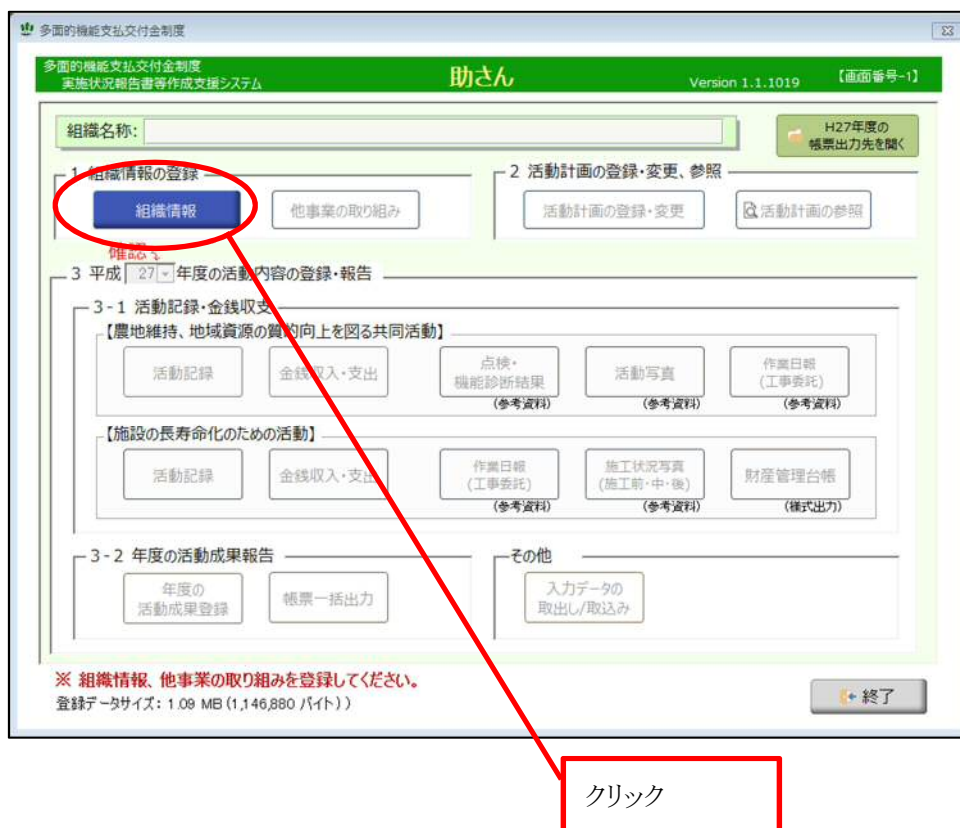 多面的機能支払交付金制度
多面的機能支払交付金制度
実施状況報告書等作成支援システム
助さん
Version 1.1.1019
【画面番号-1】
組織名称:
H27年度の
帳票出力先を開く
1 組織情報の登録
2 活動計画の登録・変更、参照
組織情報
他事業の取り組み
活動計画の登録・変更
活動計画の参照
確認
3 平成 27 年度の活動内容の登録・報告
3-1 活動記録・金銭収支
【農地維持、地域資源の質的向上を図る共同活動】
活動記録
金銭収入・支出
点検・
機能診断結果
(参考資料)
活動写真
(参考資料)
作業日報
(工事委託)
(参考資料)
【施設の長寿命化のための活動】
活動記録
金銭収入・支出
作業日報
(工事委託)
(参考資料)
施工状況写真
(施工前・中・後)
(参考資料)
財産管理台帳
(様式出力)
3-2 年度の活動成果報告
その他
年度の
活動成果登録
帳票一括出力
入力データの
取出し/取込み
※ 組織情報、他事業の取り組みを登録してください。
登録データサイズ: 1.09 MB (1,146,880 バイト))
終了
クリック